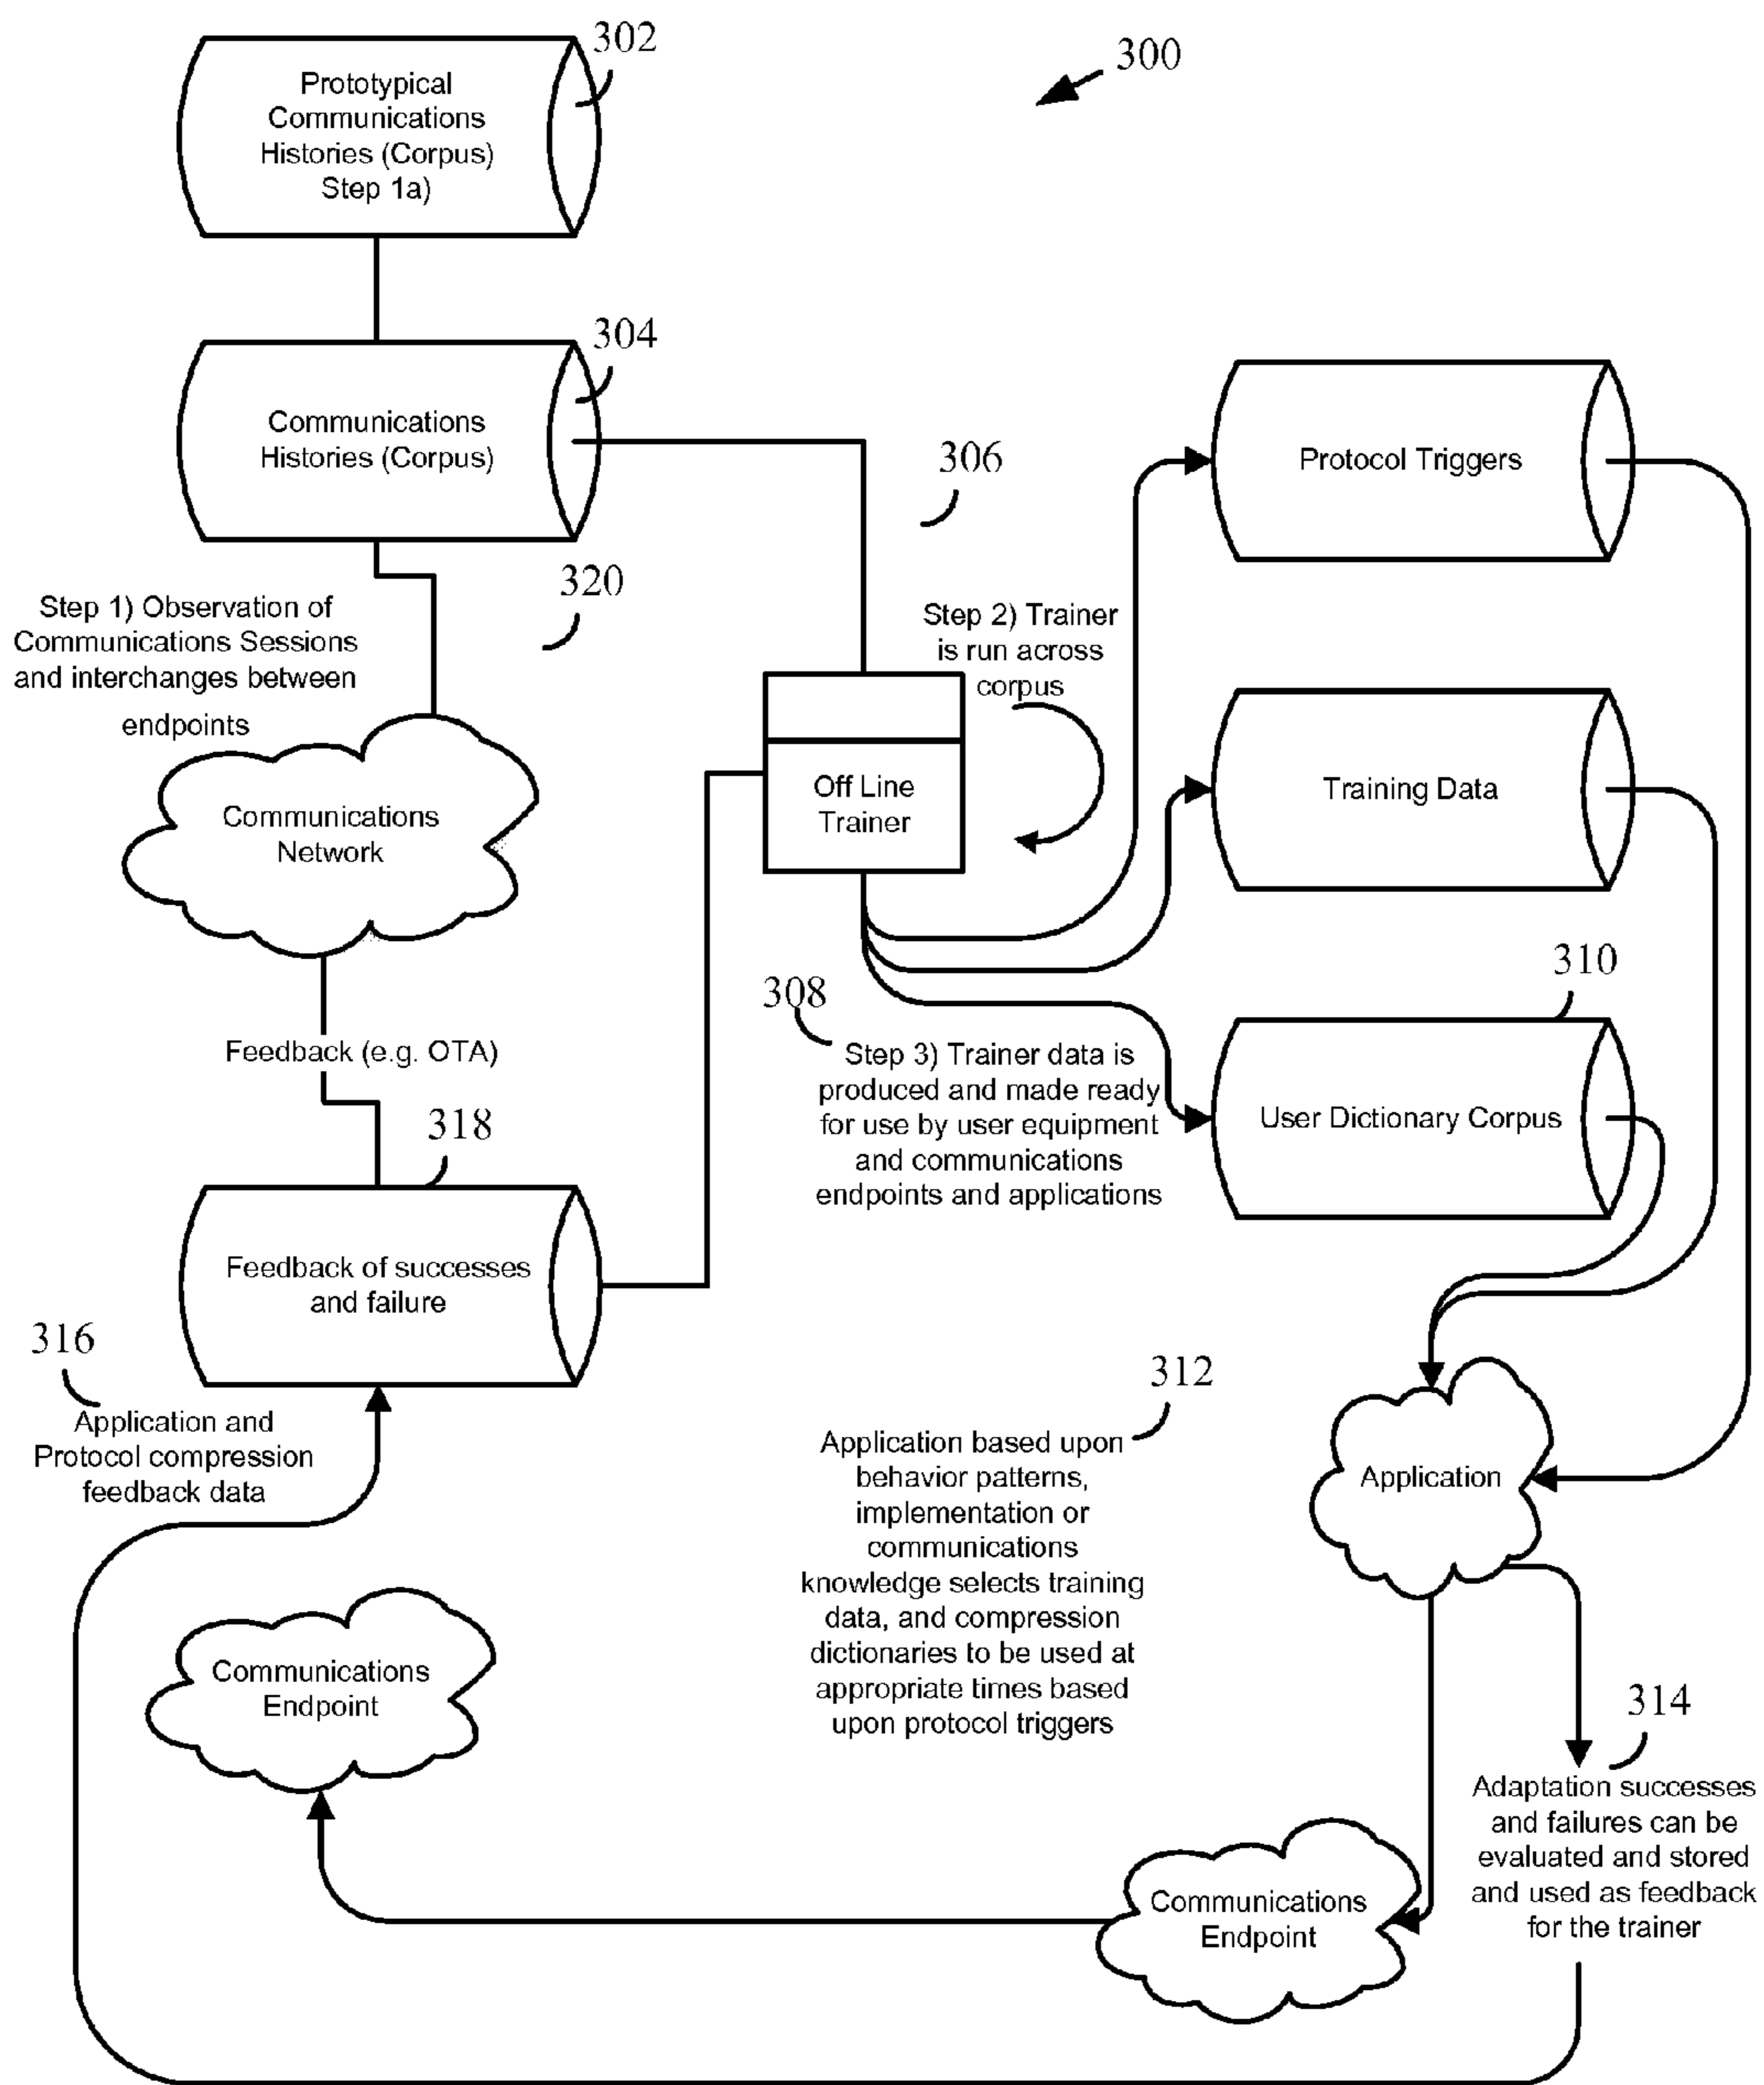 302
300
Prototypical
Communications
Histories (Corpus)
Step 1a)
304
Communications
Histories (Corpus)
306
Protocol Triggers
320
Step 1) Observation of
Communications Sessions
and interchanges between
endpoints
Step 2) Trainer
is run across
corpus
Off Line
Trainer
Training Data
Communications
Network
310
308
Feedback (e.g. OTA)
Step 3) Trainer data is
produced and made ready
for use by user equipment
and communications
endpoints and applications
User Dictionary Corpus
318
Feedback of successes
and failure
316
Application and
Protocol compression
feedback data
312
Application based upon
behavior patterns,
implementation or
communications
knowledge selects training
data, and compression
dictionaries to be used at
appropriate times based
upon protocol triggers
Application
Communications
Endpoint
314
Adaptation successes
and failures can be
evaluated and stored
and used as feedback
for the trainer
Communications
Endpoint